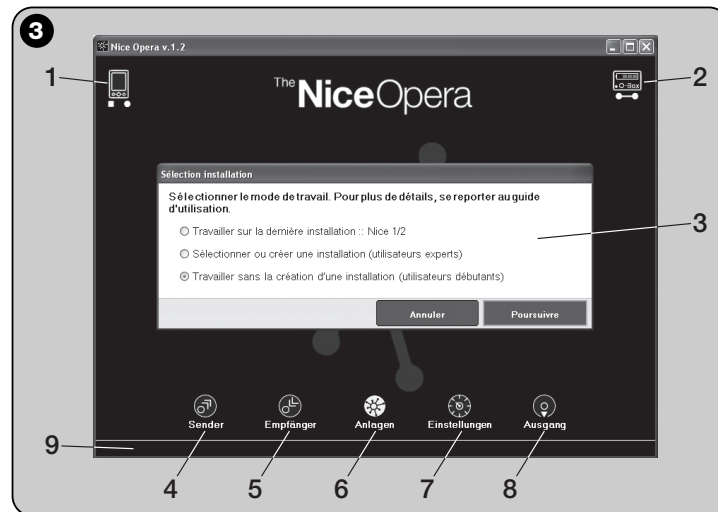 3
Nice Opera v.1.2
1
2
O-Box
The NiceOpera
Sélection installation
Sélectionner le mode de travail. Pour plus de détails, se reporter au guide
d'utilisation.
Travailler sur la dernière installation :: Nice 1/2
3
Sélectionner ou créer une installation (utilisateurs experts)
Travailler sans la création d'une installation (utilisateurs débutants)
Annuler
Poursuivre
Sender
Empfänger
Anlagen
Einstellungen
Ausgang
9
4
5
6
7
8